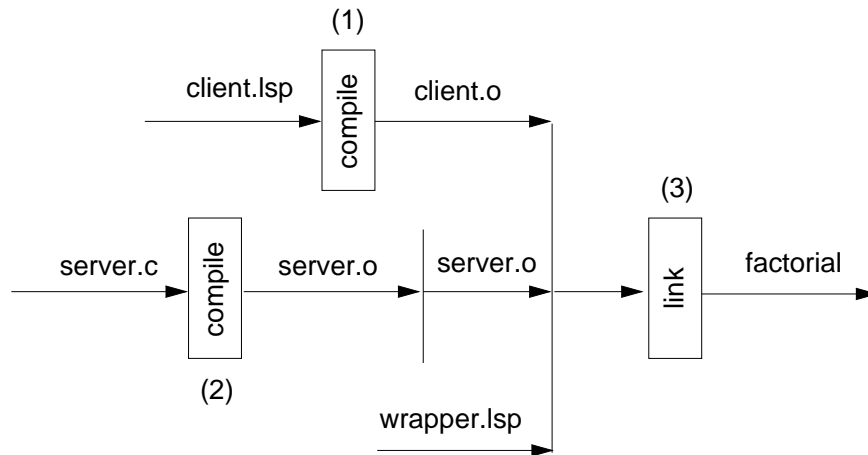 (1)
client.lsp
compile
client.o
(3)
server.c
compile
server.o
server.o
link
factorial
(2)
wrapper.lsp